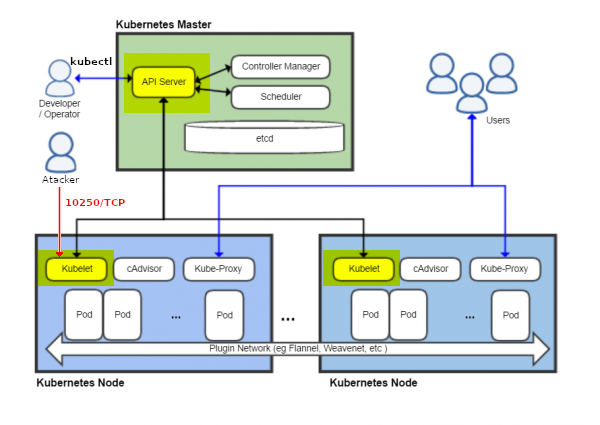 Kubernetes Master
kubectl
API Server
Controller Manager
Scheduler
etcd
Developer
/ Operator
Users
Atacker
10250/TCP
Kubelet
cAdvisor
Kube-Proxy
Pod
Pod
...
Pod
...
Kubelet
cAdvisor
Kube-Proxy
Pod
Pod
...
Pod
Plugin Network (eg Flannel, Weavenet, etc )
Kubernetes Node
Kubernetes Node